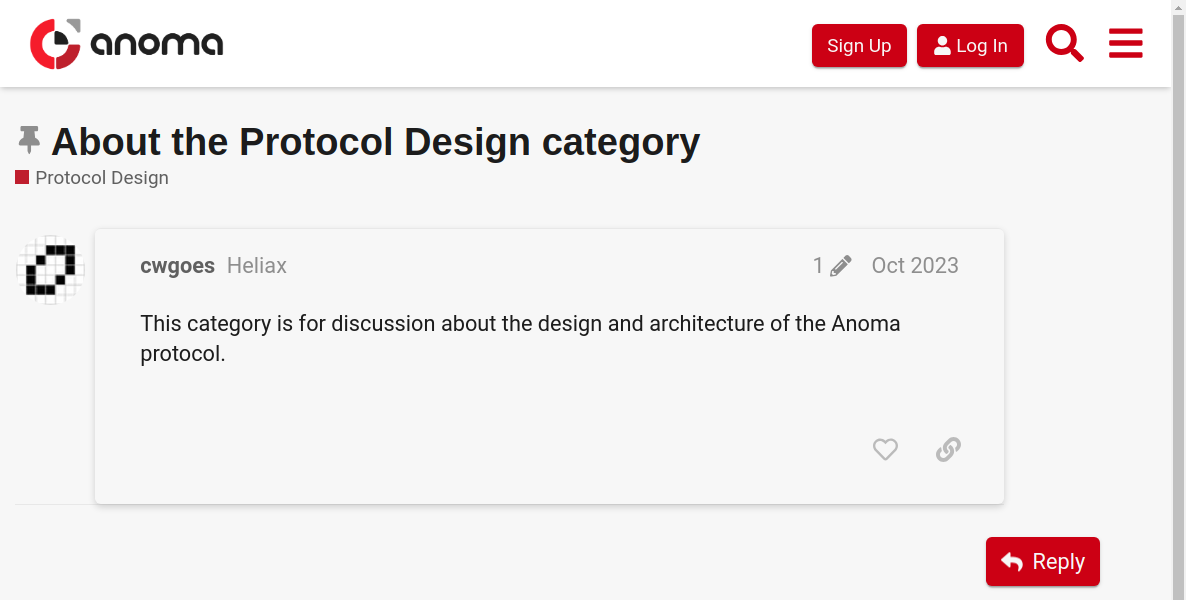 anoma
Sign Up
Log In
About the Protocol Design category
Protocol Design
cwgoes Heliax 1 Oct 2023
This category is for discussion about the design and architecture of the Anoma
protocol.
Reply